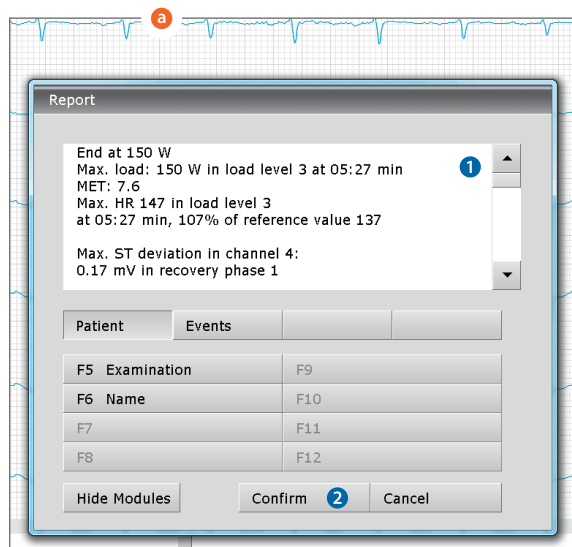 a
Report
End at 150 W
Max. load: 150 W in load level 3 at 05:27 min
1
MET: 7.6
Max. HR 147 in load level 3
at 05:27 min, 107% of reference value 137
Max. ST deviation in channel 4:
0.17 mV in recovery phase 1
Patient Events
F5 Examination F9
F6 Name F10
F7 F11
F8 F12
Hide Modules Confirm 2 Cancel